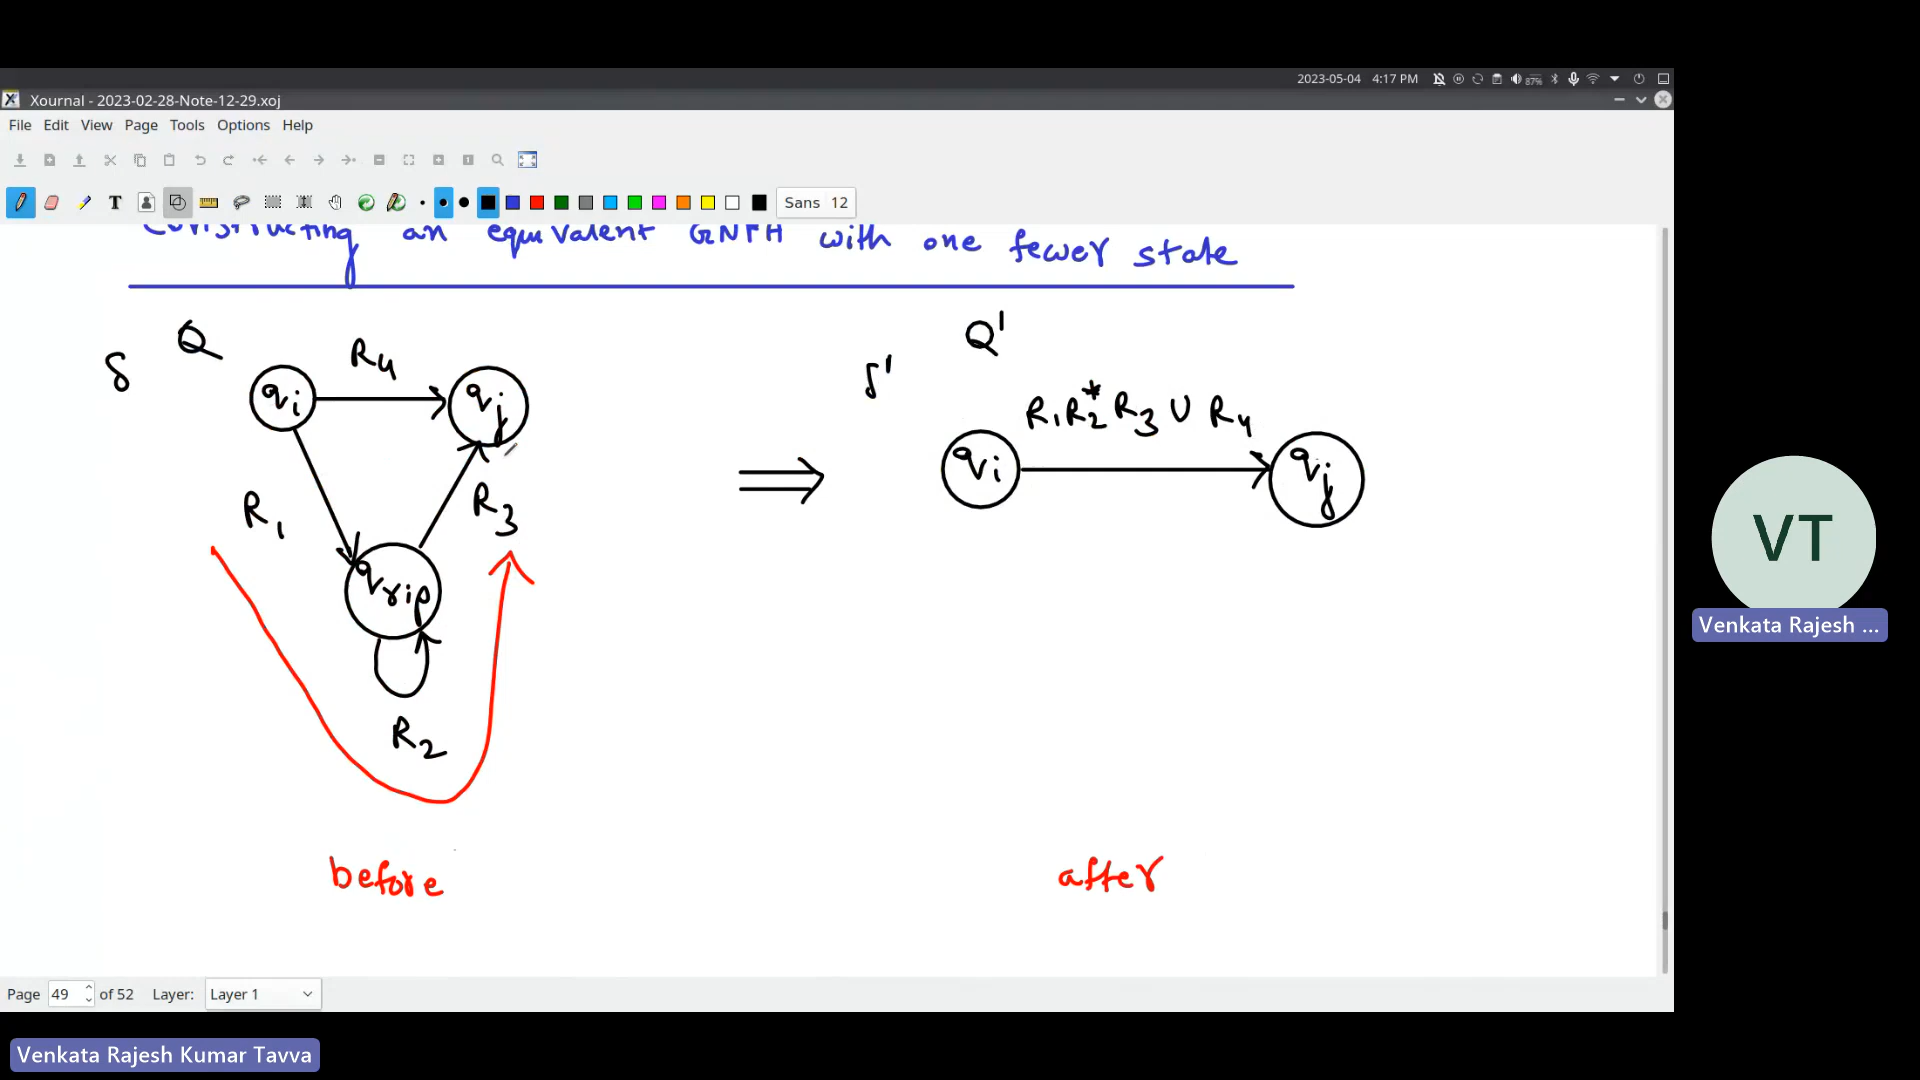 2023-05-04 4:17 PM 87%
Xournal - 2023-02-28-Note-12-29.xoj
File Edit View Page Tools Options Help
T Sans 12
Constructing an equivalent GNFA with one fewer state
δ Q
qi R4 qj
R1 R3
qrip
R2
before
δ' Q'
R1R2*R3 ∪ R4
qi qj
after
VT
Venkata Rajesh ...
Page 49 of 52 Layer: Layer 1
Venkata Rajesh Kumar Tavva